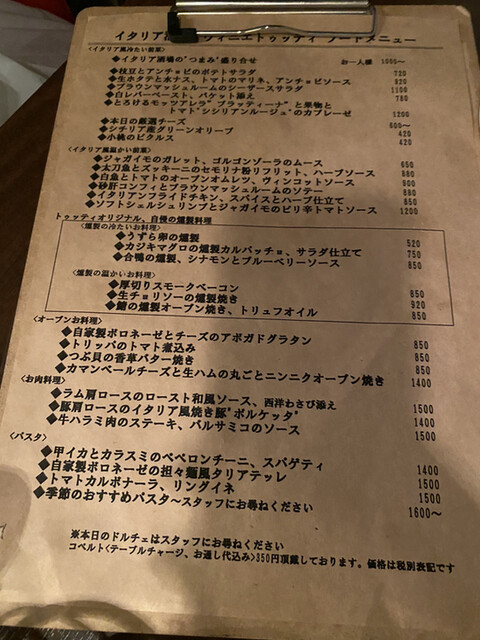 イタリア ィニエトゥッティ フードメニュー
〈イタリア風冷たい前菜〉
◆イタリア酒場の"つまみ"盛り合せ お一人様 1000～
◆枝豆とアンチョビのポテトサラダ 720
◆生ホタテと水ナス、トマトのマリネ、アンチョビソース 820
◆ブラウンマッシュルームのシーザーサラダ 1100
◆白レバーペースト、バケット添え 780
◆とろけるモッツアレラ"ブラッティーナ"と果物と
トマト"シシリアンルージュ"のカプレーゼ 1200
◆本日の厳選チーズ 600～
◆シチリア産グリーンオリーブ 420
◆小桃のピクルス 420
〈イタリア風温かい前菜〉
◆ジャガイモのガレット、ゴルゴンゾーラのムース 650
◆太刀魚とズッキーニのセモリナ粉フリフリット、ハーブソース 980
◆白魚とトマトのオーブンオムレツ、ヴィンコットソース 900
◆砂肝コンフィとブラウンマッシュルームのソテー 880
◆イタリアンフライドチキン、スパイスとハーブ仕立て 850
◆ソフトシェルシュリンプとジャガイモのピリ辛トマトソース 1200
トゥッティオリジナル、自慢の燻製料理
〈燻製の冷たいお料理〉
◆うずら卵の燻製 520
◆カジキマグロの燻製カルパッチョ、サラダ仕立て 750
◆合鴨の燻製、シナモンとブルーベリーソース 850
〈燻製の温かいお料理〉
◆厚切りスモークベーコン 850
◆生チョリソーの燻製焼き 920
◆鯖の燻製オーブン焼き、トリュフオイル 850
〈オーブンお料理〉
◆自家製ボロネーゼとチーズのアボガドグラタン 850
◆トリッパのトマト煮込み 850
◆つぶ貝の香草バター焼き 850
◆カマンベールチーズと生ハムの丸ごとニンニクオーブン焼き 1400
〈お肉料理〉
◆ラム肩ロースのロースト和風ソース、西洋わさび添え 1500
◆豚肩ロースのイタリア風焼き豚"ポルケッタ" 1400
◆牛ハラミ肉のステーキ、バルサミコのソース 1500
〈パスタ〉
◆甲イカとカラスミのペペロンチーニ、スパゲティ 1400
◆自家製ボロネーゼの担々麺風タリアテッレ 1500
◆トマトカルボナーラ、リングイネ 1500
◆季節のおすすめパスタ～スタッフにお尋ねください 1600～
※本日のドルチェはスタッフにお尋ねください
コペルト〈テーブルチャージ、お通し代込み〉350円頂戴しております。価格は税別表記です